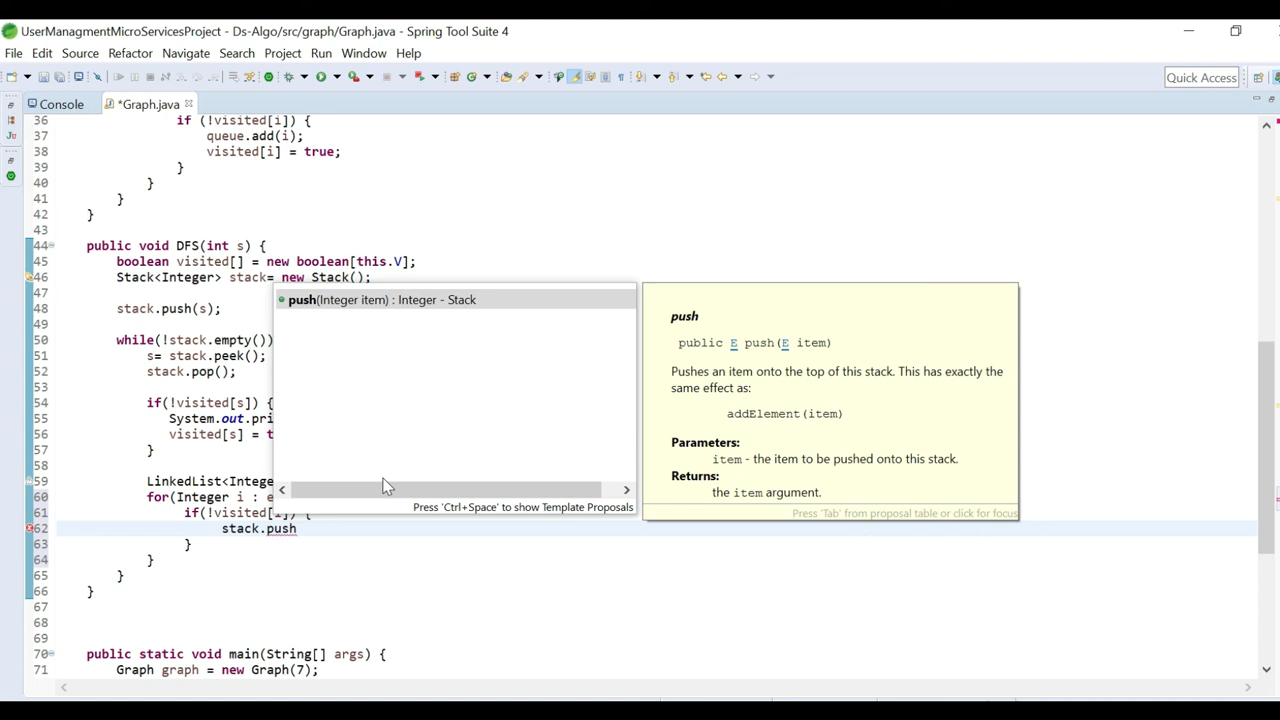 UserManagmentMicroServicesProject - Ds-Algo/src/graph/Graph.java - Spring Tool Suite 4
File Edit Source Refactor Navigate Search Project Run Window Help
Quick Access
Console *Graph.java
36 if (!visited[i]) {
37 queue.add(i);
38 visited[i] = true;
39 }
40 }
41 }
42 }
43
44 public void DFS(int s) {
45 boolean visited[] = new boolean[this.V];
46 Stack<Integer> stack= new Stack();
47
48 stack.push(s);
49
50 while(!stack.empty())
51 s= stack.peek();
52 stack.pop();
53
54 if(!visited[s]) {
55 System.out.pri
56 visited[s] = t
57 }
58
59 LinkedList<Intege
60 for(Integer i : e
61 if(!visited[i]) {
62 stack.push
63 }
64 }
65 }
66 }
67
68
69
70 public static void main(String[] args) {
71 Graph graph = new Graph(7);
push(Integer item) : Integer - Stack
Press 'Ctrl+Space' to show Template Proposals
push
public E push(E item)
Pushes an item onto the top of this stack. This has exactly the
same effect as:
addElement(item)
Parameters:
item - the item to be pushed onto this stack.
Returns:
the item argument.
Press 'Tab' from proposal table or click for focus